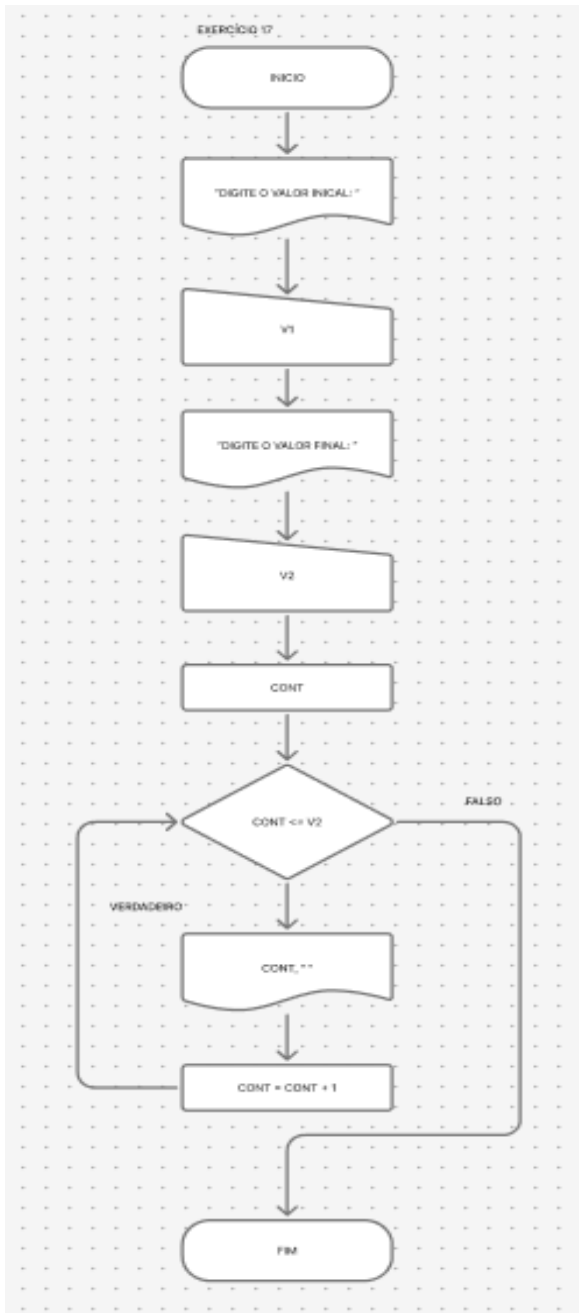 EXERCÍCIO 17
INICIO
"DIGITE O VALOR INICAL: "
V1
"DIGITE O VALOR FINAL: "
V2
CONT
CONT <= V2
FALSO
VERDADEIRO
CONT, " "
CONT = CONT + 1
FIM